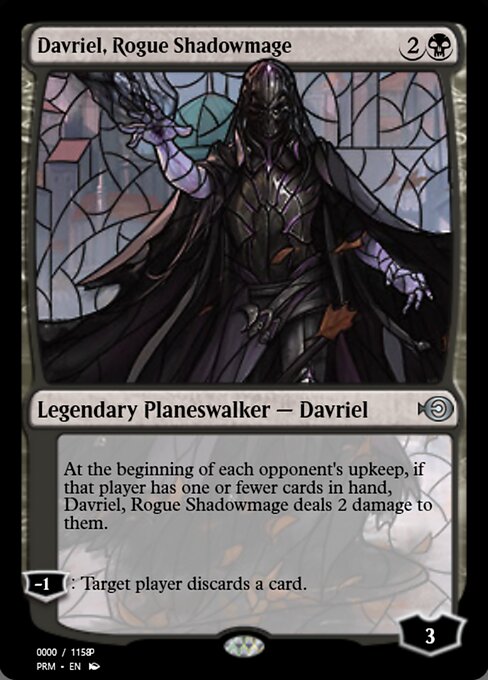 Davriel, Rogue Shadowmage 2
Legendary Planeswalker — Davriel
At the beginning of each opponent's upkeep, if
that player has one or fewer cards in hand,
Davriel, Rogue Shadowmage deals 2 damage to
them.
-1 : Target player discards a card.
3
0000 / 1158P
PRM • EN